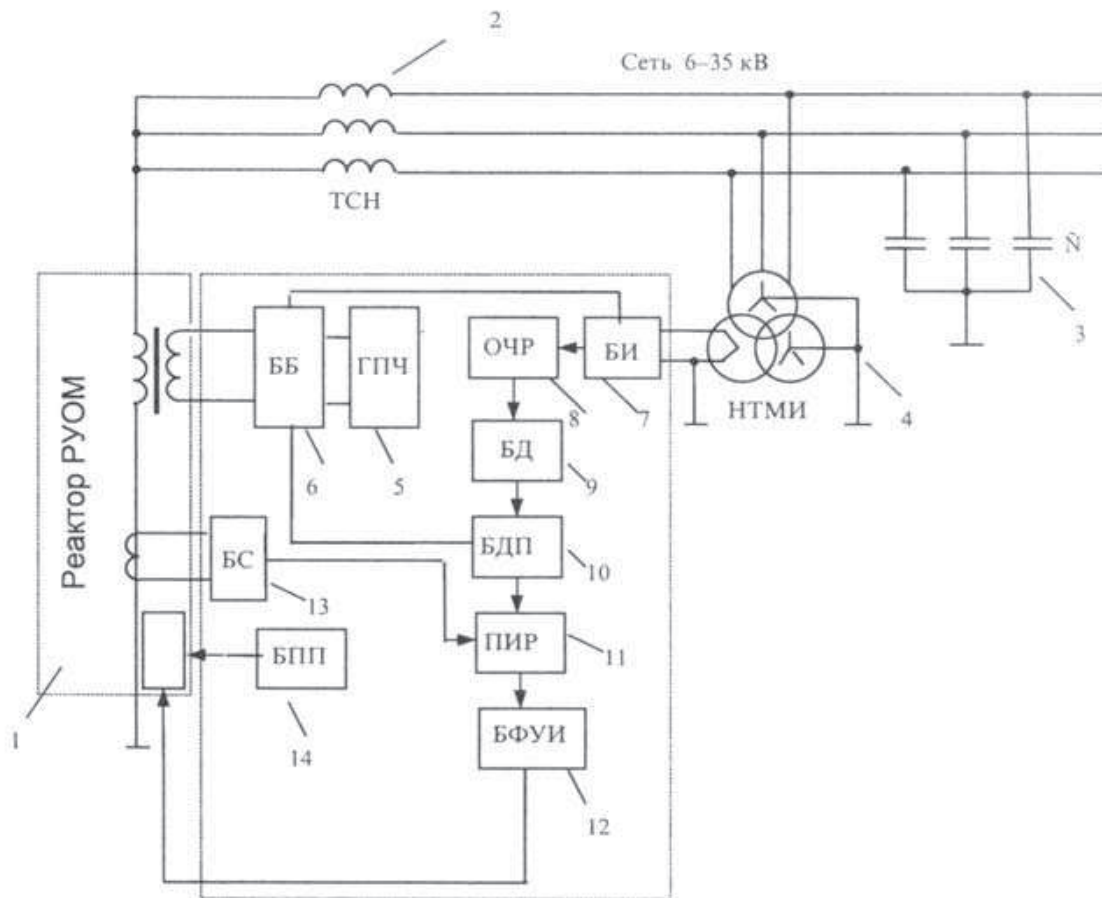 2
Сеть 6–35 кВ
ТСН
N̈
3
ББ
ГПЧ
ОЧР
БИ
НТМИ
4
6
5
8
7
БД
9
Реактор РУОМ
БС
13
БДП
10
БПП
14
ПИР
11
1
БФУИ
12